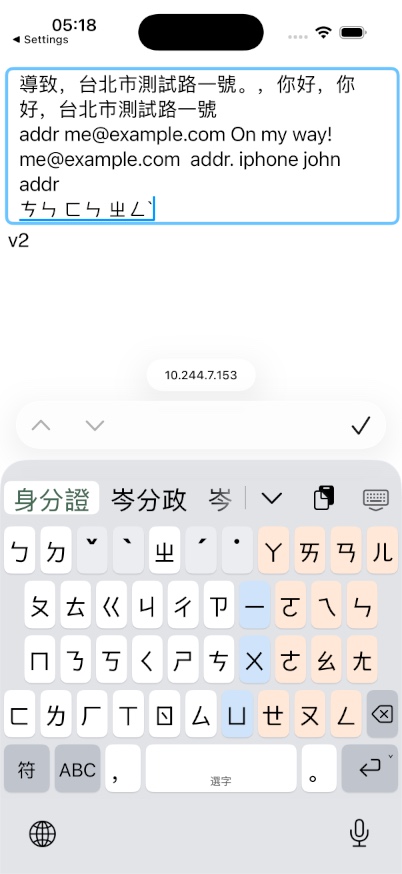 05:18
◀ Settings
導致，台北市測試路一號。，你好，你
好，台北市測試路一號
addr me@example.com On my way!
me@example.com  addr. iphone john
addr
ㄘㄣ ㄈㄣ ㄓㄥˋ
v2
10.244.7.153
身分證 岑分政 岑
ㄅ ㄉ ˇ ˋ ㄓ ˊ ˙ ㄚ ㄞ ㄢ ㄦ
ㄆ ㄊ ㄍ ㄐ ㄔ ㄗ ㄧ ㄛ ㄟ ㄣ
ㄇ ㄋ ㄎ ㄑ ㄕ ㄘ ㄨ ㄜ ㄠ ㄤ
ㄈ ㄌ ㄏ ㄒ ㄖ ㄙ ㄩ ㄝ ㄡ ㄥ
符 ABC ， 選字 。